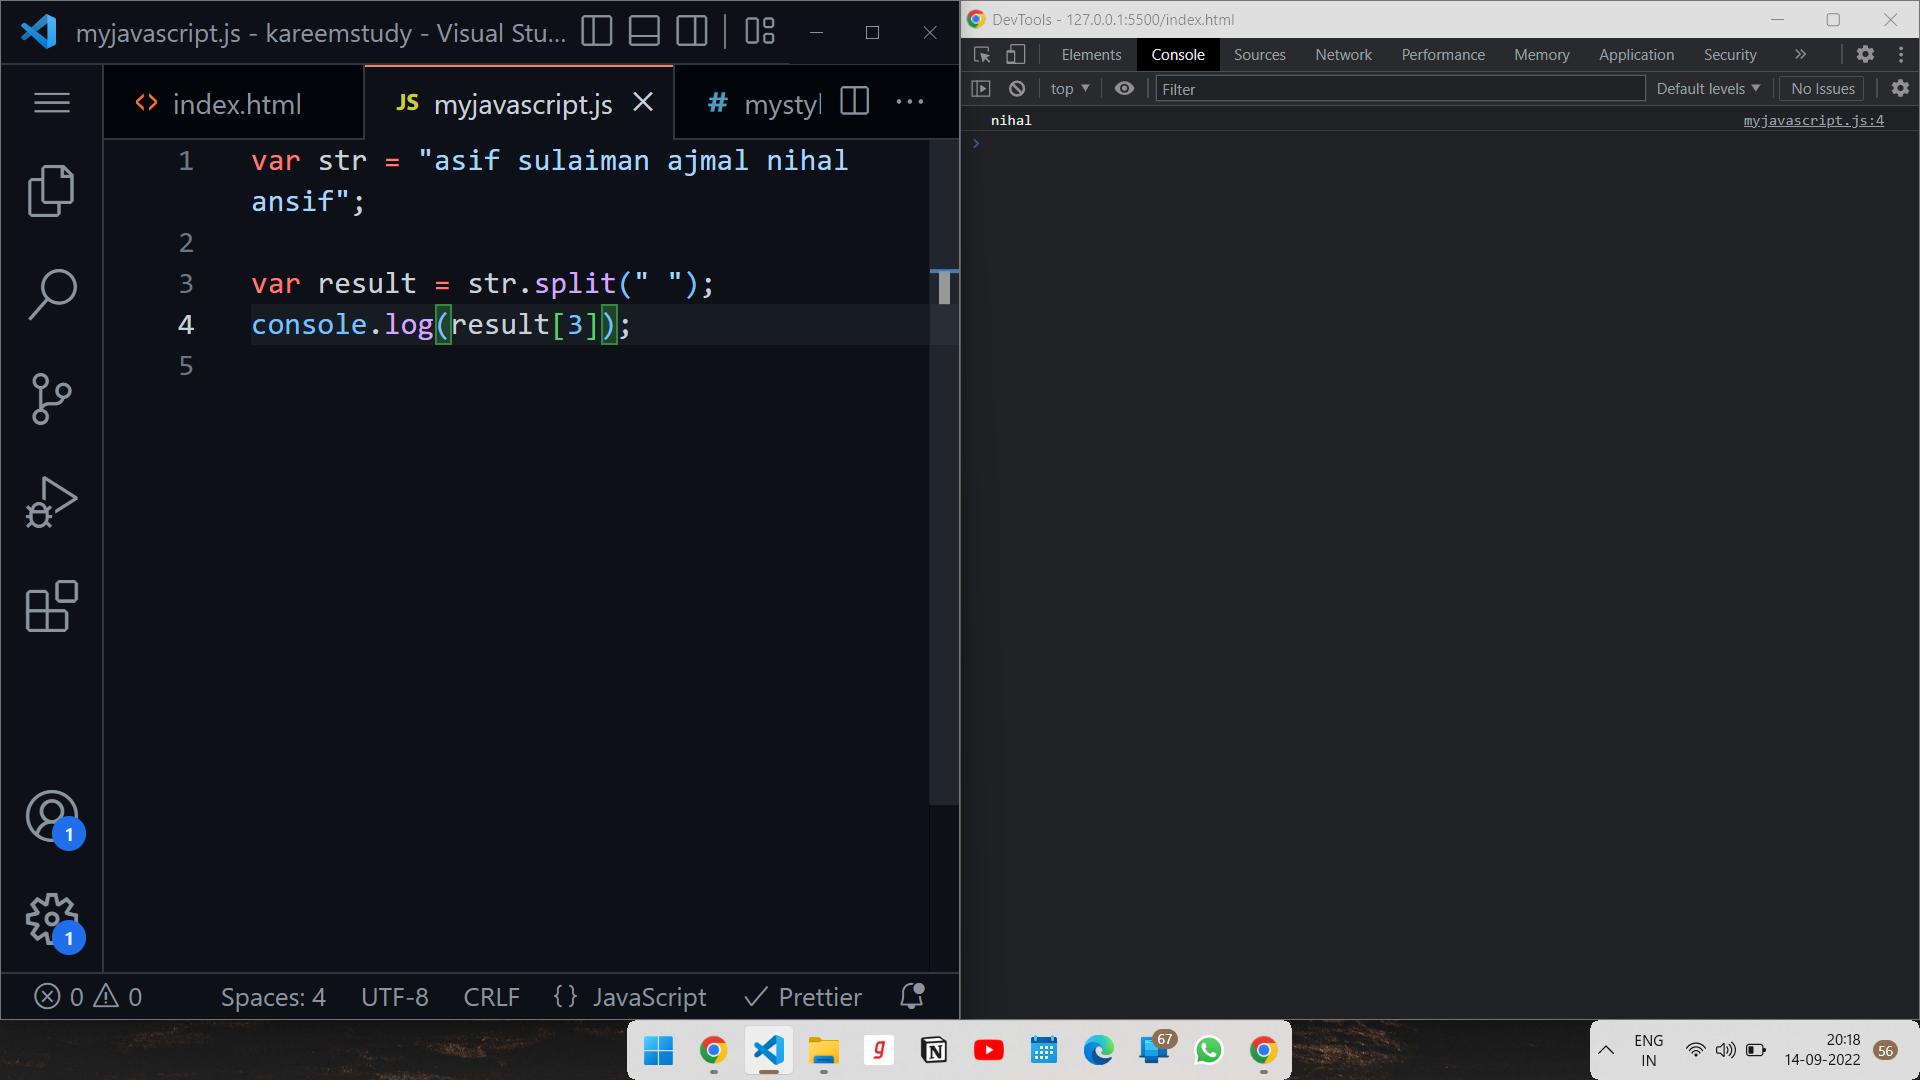 myjavascript.js - kareemstudy - Visual Stu...
index.html
JS myjavascript.js
# mystyl
1 var str = "asif sulaiman ajmal nihal
ansif";
2
3 var result = str.split(" ");
4 console.log(result[3]);
5
1
1
0 0 Spaces: 4 UTF-8 CRLF {} JavaScript Prettier
DevTools - 127.0.0.1:5500/index.html
Elements Console Sources Network Performance Memory Application Security »
top Filter Default levels No Issues
nihal myjavascript.js:4
>
g N 67
ENG
IN
20:18
14-09-2022
56